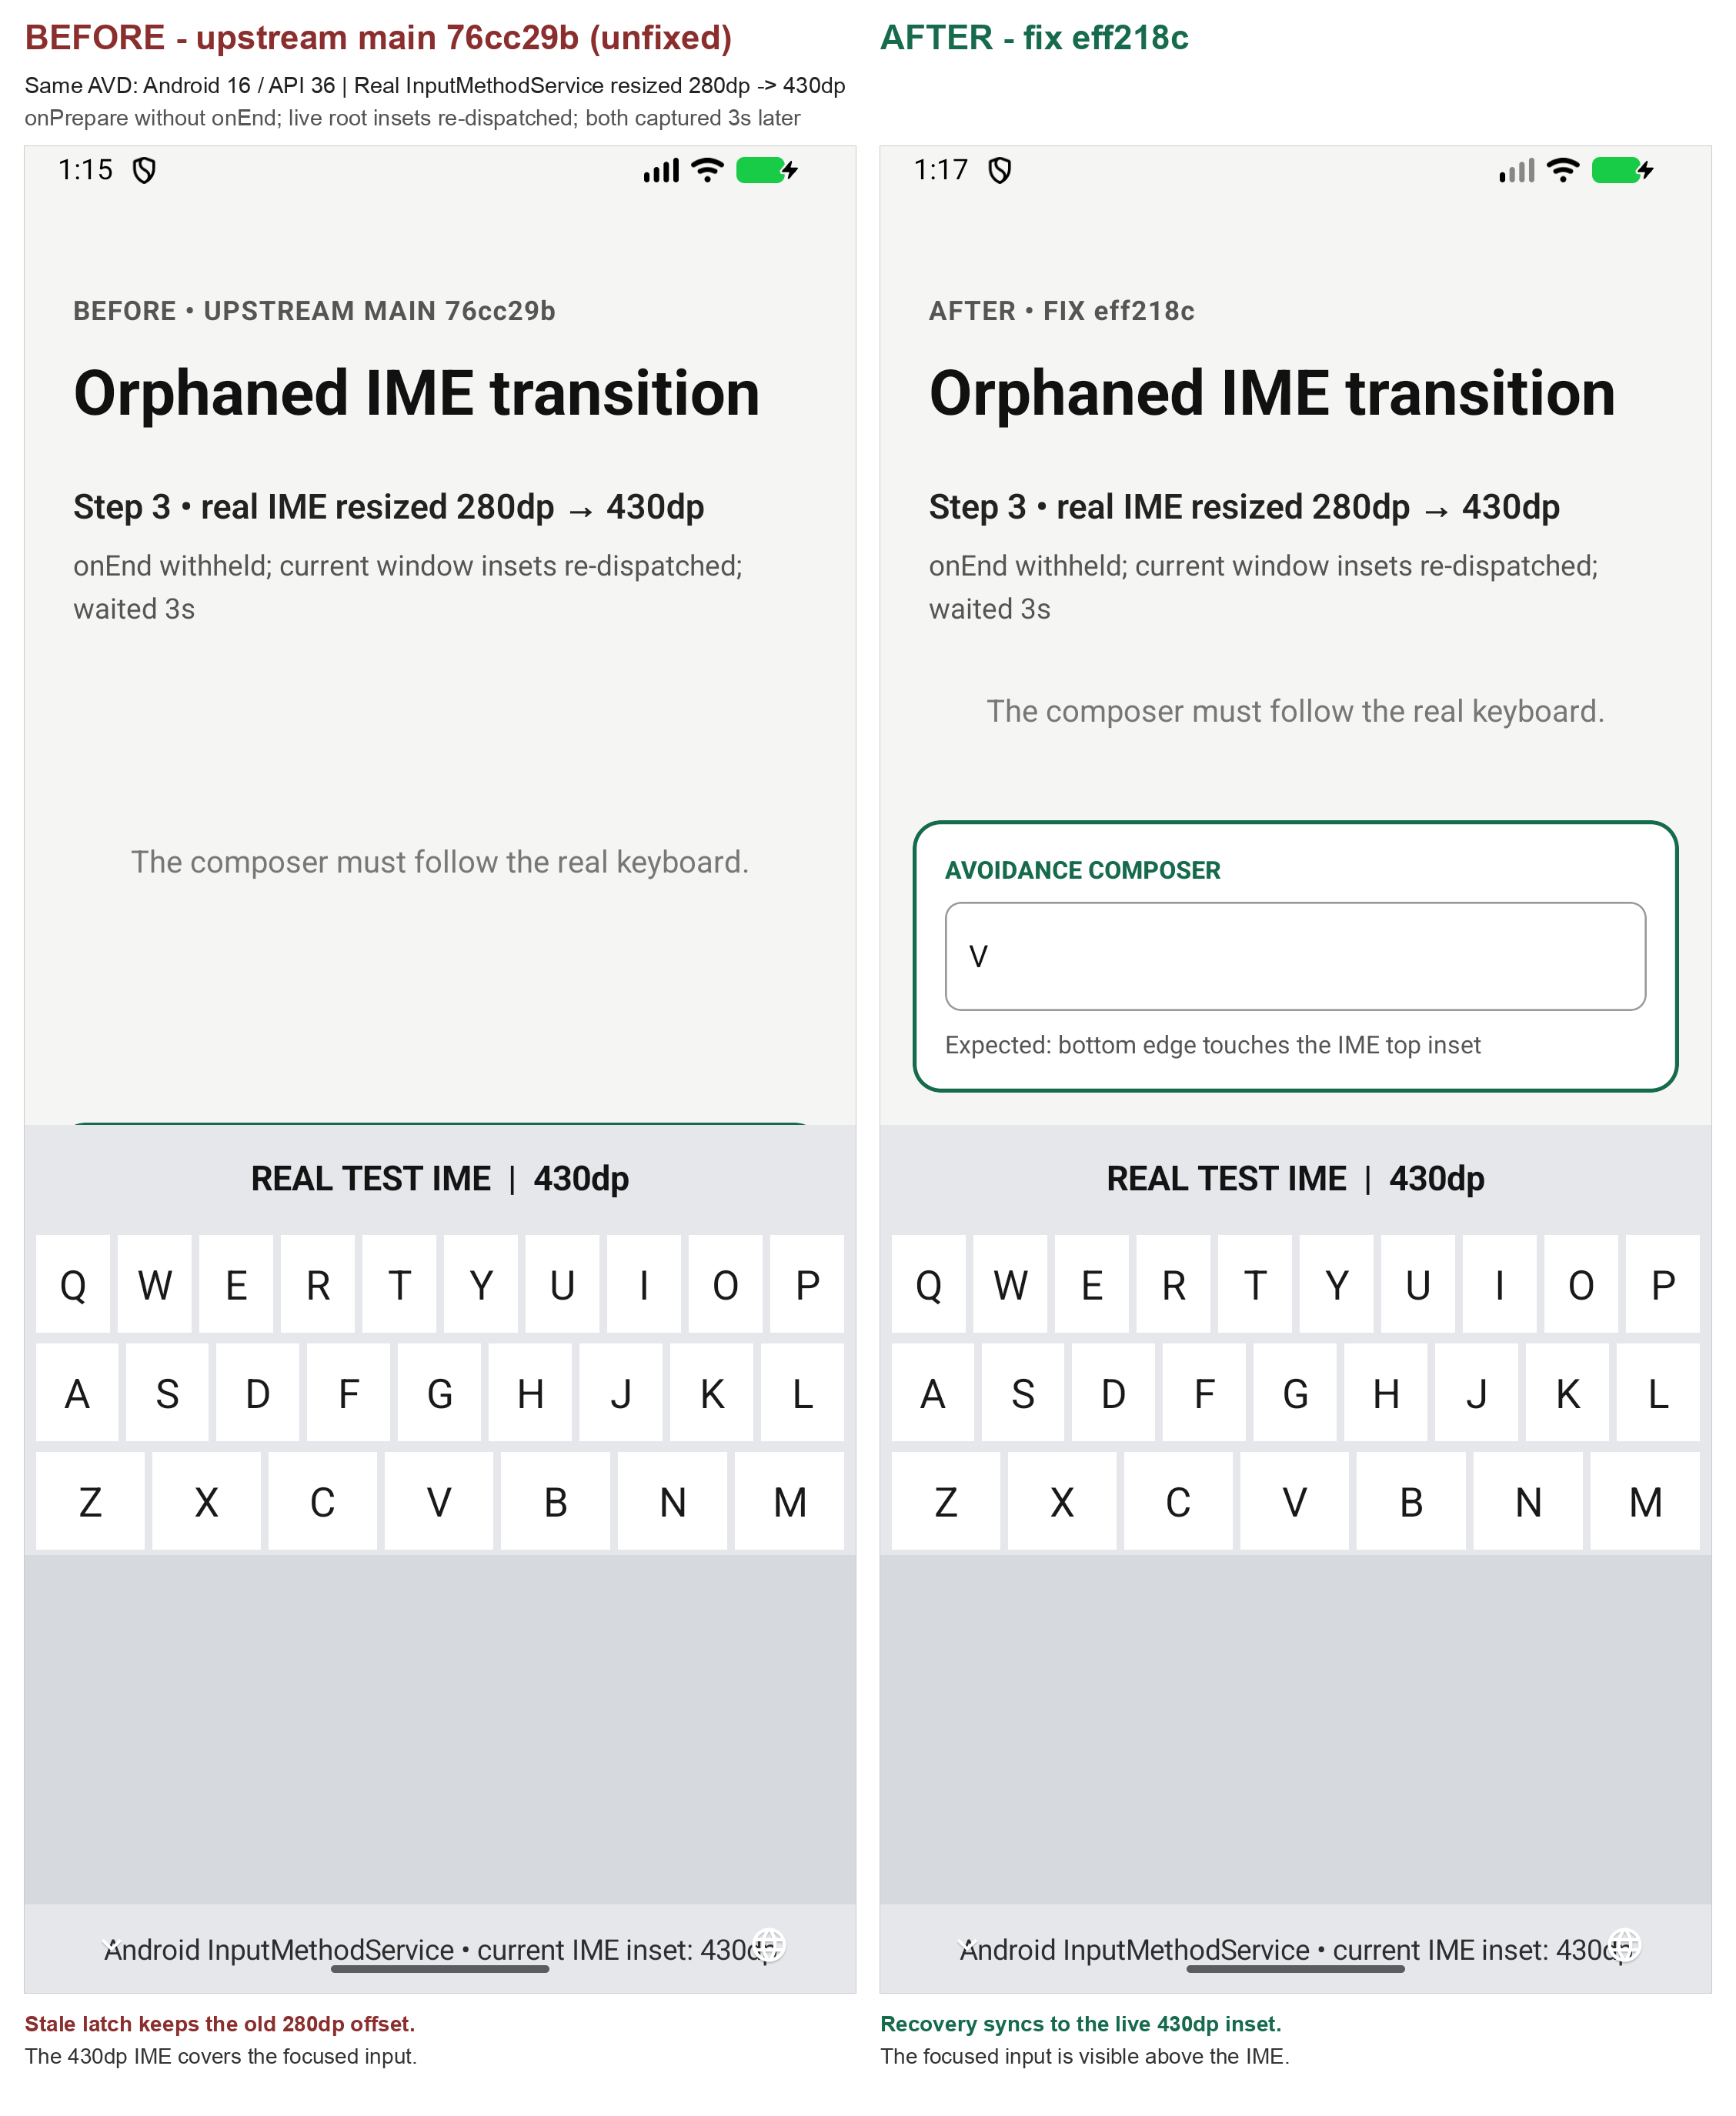 BEFORE - upstream main 76cc29b (unfixed)
Same AVD: Android 16 / API 36 | Real InputMethodService resized 280dp -> 430dp
onPrepare without onEnd; live root insets re-dispatched; both captured 3s later
1:15
BEFORE • UPSTREAM MAIN 76cc29b
Orphaned IME transition
Step 3 • real IME resized 280dp → 430dp
onEnd withheld; current window insets re-dispatched;
waited 3s
The composer must follow the real keyboard.
REAL TEST IME | 430dp
Q W E R T Y U I O P
A S D F G H J K L
Z X C V B N M
Android InputMethodService • current IME inset: 430dp
Stale latch keeps the old 280dp offset.
The 430dp IME covers the focused input.
AFTER - fix eff218c
1:17
AFTER • FIX eff218c
Orphaned IME transition
Step 3 • real IME resized 280dp → 430dp
onEnd withheld; current window insets re-dispatched;
waited 3s
The composer must follow the real keyboard.
AVOIDANCE COMPOSER
V
Expected: bottom edge touches the IME top inset
REAL TEST IME | 430dp
Q W E R T Y U I O P
A S D F G H J K L
Z X C V B N M
Android InputMethodService • current IME inset: 430dp
Recovery syncs to the live 430dp inset.
The focused input is visible above the IME.